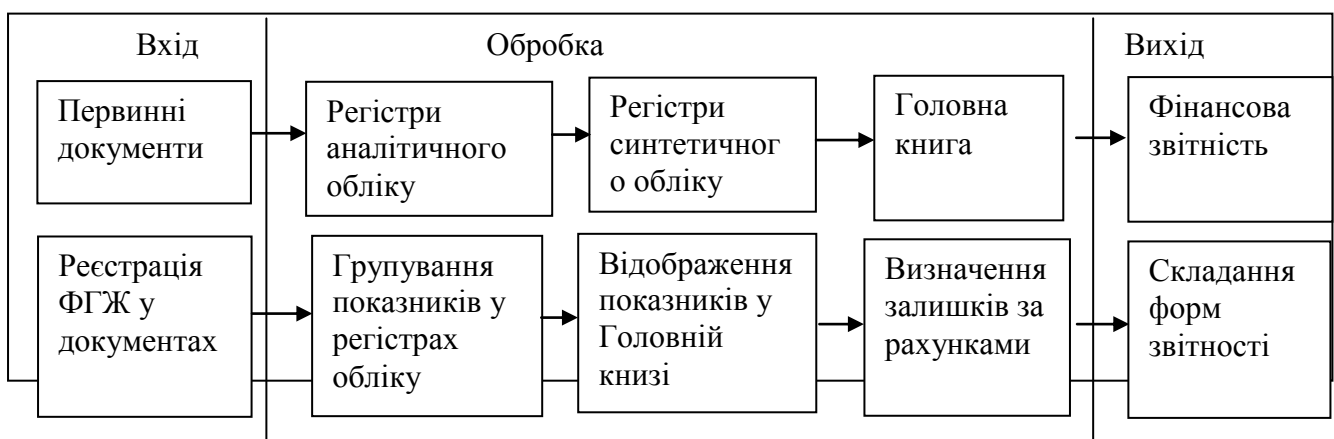 Вхід
Обробка
Вихід
Первинні
документи
Регістри
аналітичного
обліку
Регістри
синтетичног
о обліку
Головна
книга
Фінансова
звітність
Реєстрація
ФГЖ у
документах
Групування
показників у
регістрах
обліку
Відображення
показників у
Головній
книзі
Визначення
залишків за
рахунками
Складання
форм
звітності